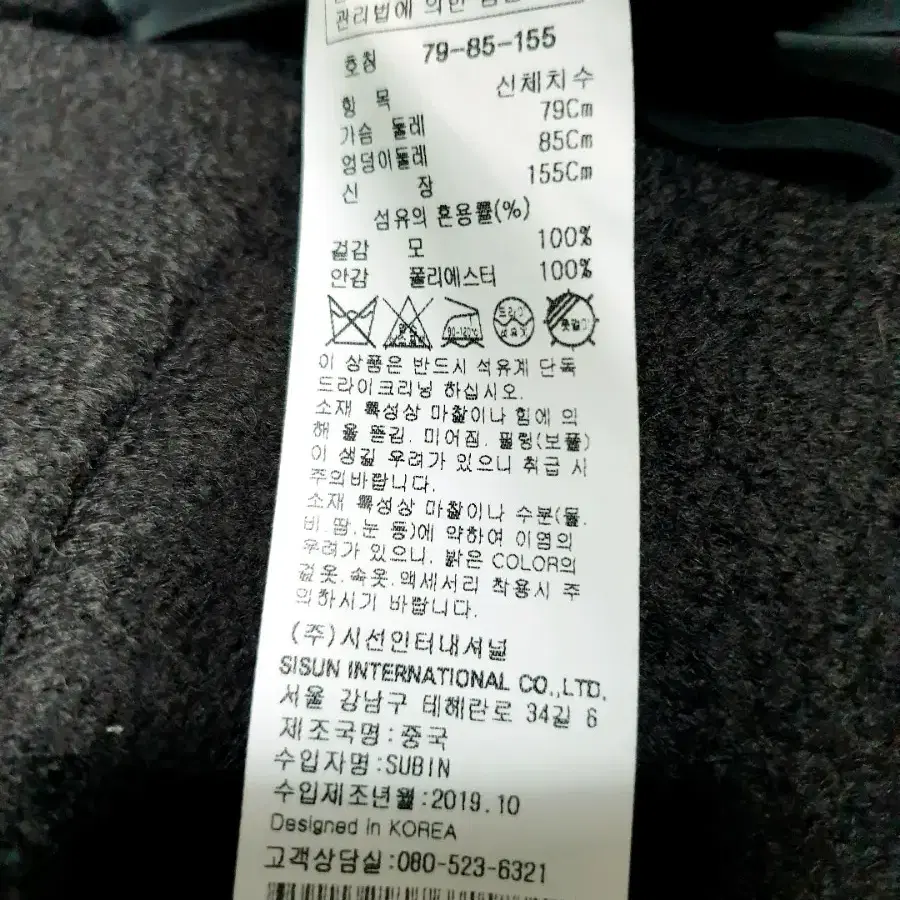 관리법에 의한
호칭 79-85-155
항 목 신체치수
가슴 둘레 79Cm
엉덩이둘레 85Cm
신 장 155Cm
섬유의 혼용률(%)
겉감 모 100%
안감 폴리에스터 100%
80-120℃ 드라이 석유계
이 상품은 반드시 석유계 단독
드라이크리닝 하십시오.
소재 특성상 마찰이나 힘에 의
해 올 뜯김. 미어짐. 필링(보풀)
이 생길 우려가 있으니 취급 시
주의바랍니다.
소재 특성상 마찰이나 수분(물.
비.땀.눈 등)에 약하여 이염의
우려가 있으니, 밝은 COLOR의
겉옷.속옷.액세서리 착용시 주
의하시기 바랍니다.
(주)시선인터내셔널
SISUN INTERNATIONAL CO.,LTD.
서울 강남구 테헤란로 34길 6
제조국명:중국
수입자명:SUBIN
수입제조년월:2019.10
Designed in KOREA
고객상담실:080-523-6321